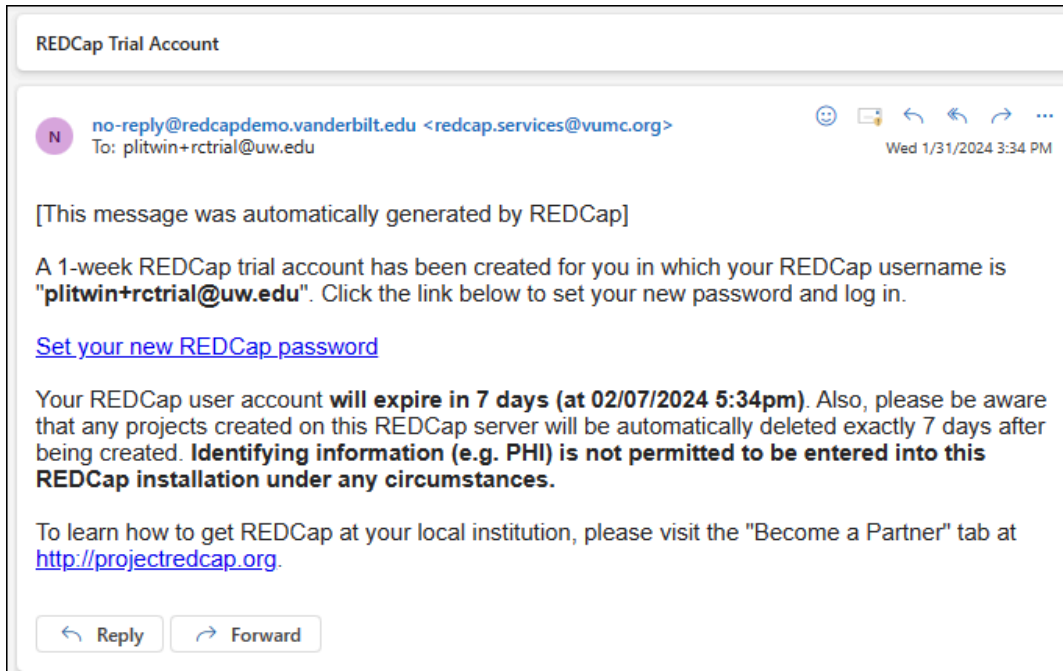 REDCap Trial Account
N
no-reply@redcapdemo.vanderbilt.edu <redcap.services@vumc.org>
To: plitwin+rctrial@uw.edu
Wed 1/31/2024 3:34 PM
[This message was automatically generated by REDCap]
A 1-week REDCap trial account has been created for you in which your REDCap username is
"plitwin+rctrial@uw.edu". Click the link below to set your new password and log in.
Set your new REDCap password
Your REDCap user account will expire in 7 days (at 02/07/2024 5:34pm). Also, please be aware
that any projects created on this REDCap server will be automatically deleted exactly 7 days after
being created. Identifying information (e.g. PHI) is not permitted to be entered into this
REDCap installation under any circumstances.
To learn how to get REDCap at your local institution, please visit the "Become a Partner" tab at
http://projectredcap.org.
Reply
Forward